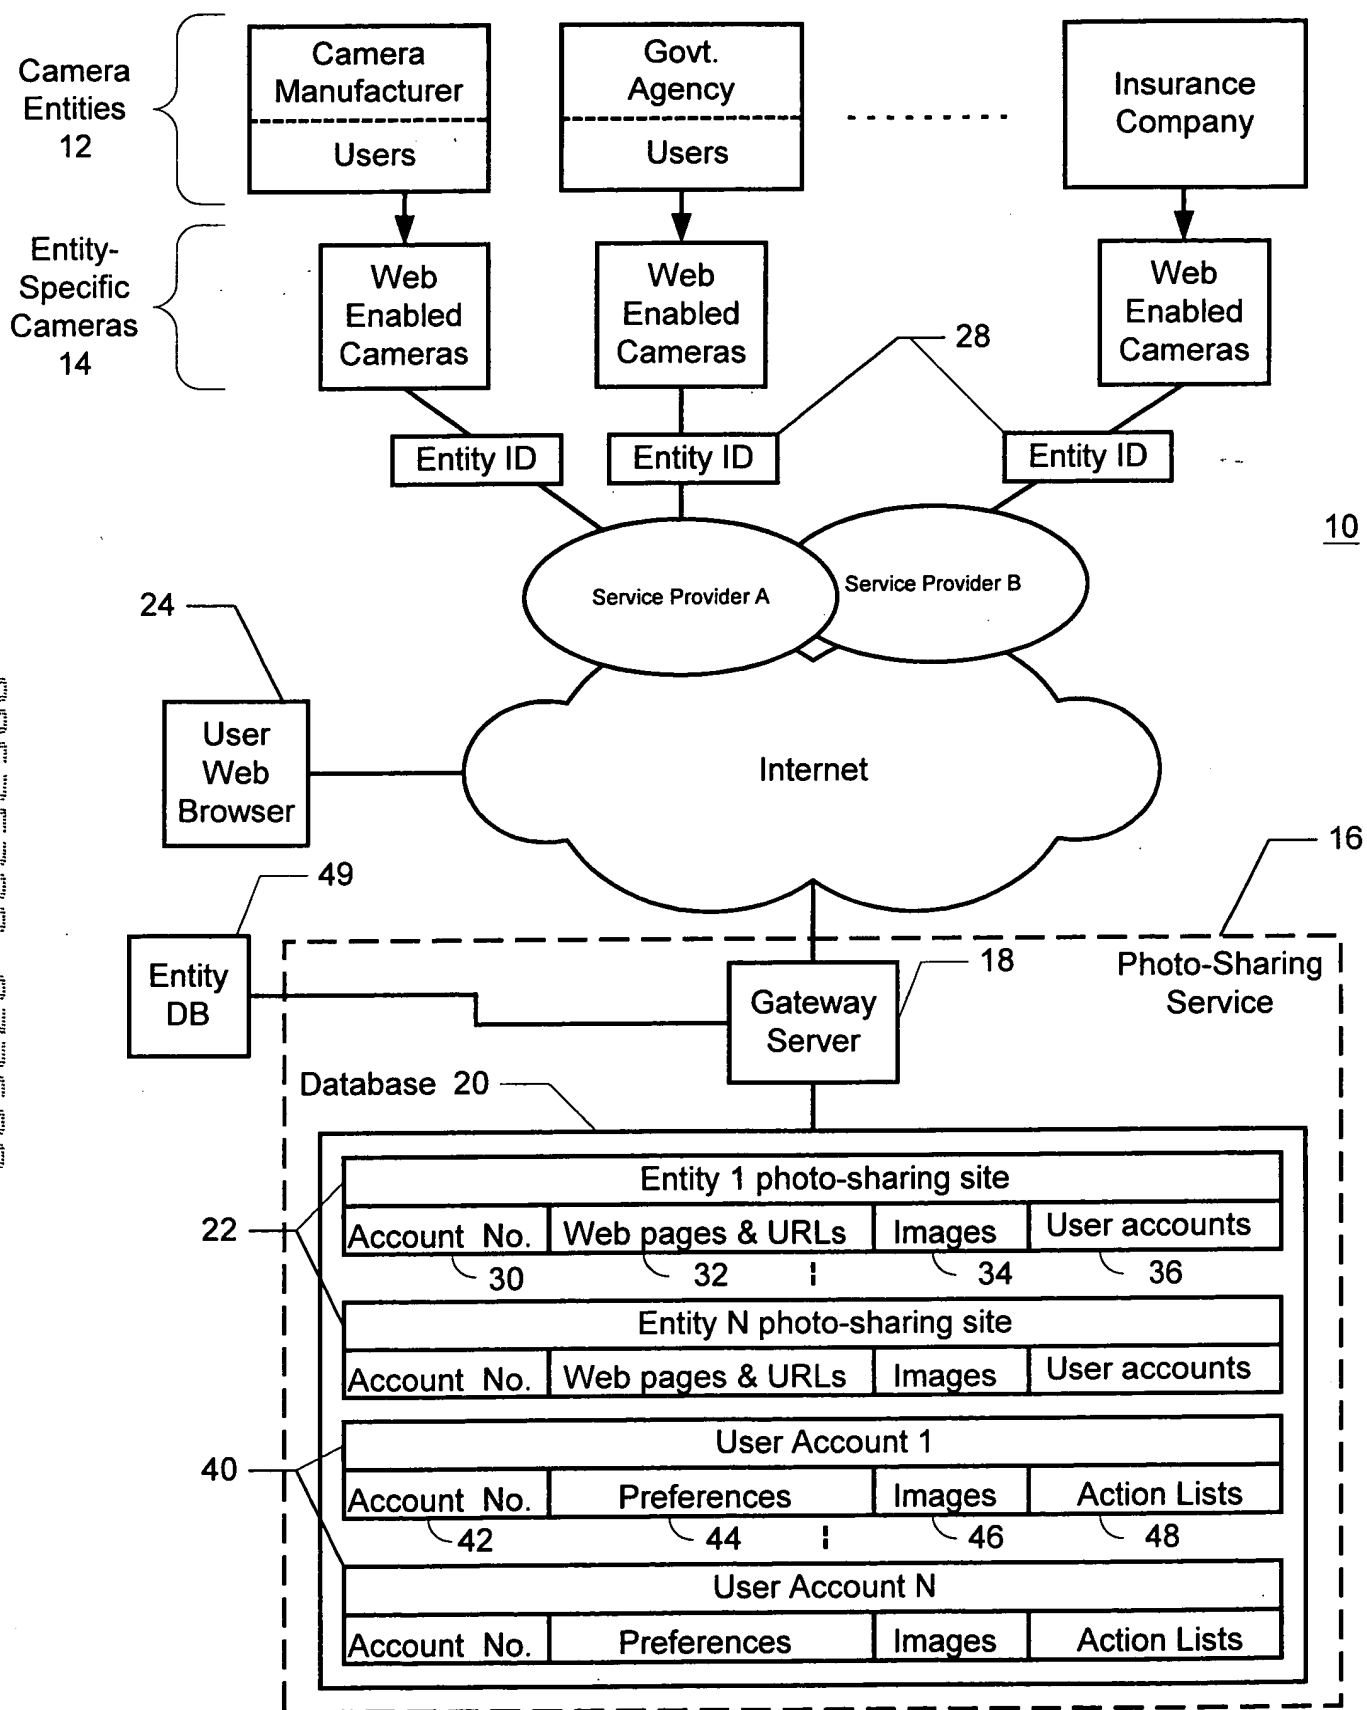 Camera
Entities
12
Camera
Manufacturer
Users
Govt.
Agency
Users
Insurance
Company
Entity-
Specific
Cameras
14
Web
Enabled
Cameras
Web
Enabled
Cameras
Web
Enabled
Cameras
28
Entity ID
Entity ID
Entity ID
10
Service Provider A
Service Provider B
24
User
Web
Browser
Internet
16
49
Entity
DB
18
Photo-Sharing
Service
Gateway
Server
Database 20
Entity 1 photo-sharing site
22
Account No.
Web pages & URLs
Images
User accounts
30
32
34
36
Entity N photo-sharing site
Account No.
Web pages & URLs
Images
User accounts
User Account 1
40
Account No.
Preferences
Images
Action Lists
42
44
46
48
User Account N
Account No.
Preferences
Images
Action Lists